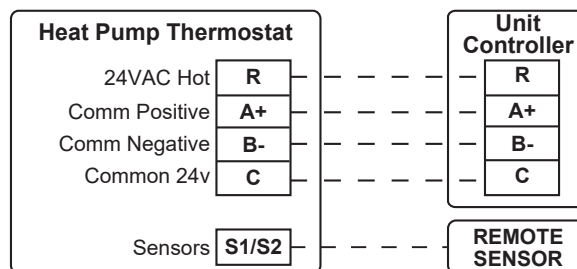 Heat Pump Thermostat
Unit
Controller
24VAC Hot R R
Comm Positive A+ A+
Comm Negative B- B-
Common 24v C C
Sensors S1/S2 REMOTE
SENSOR